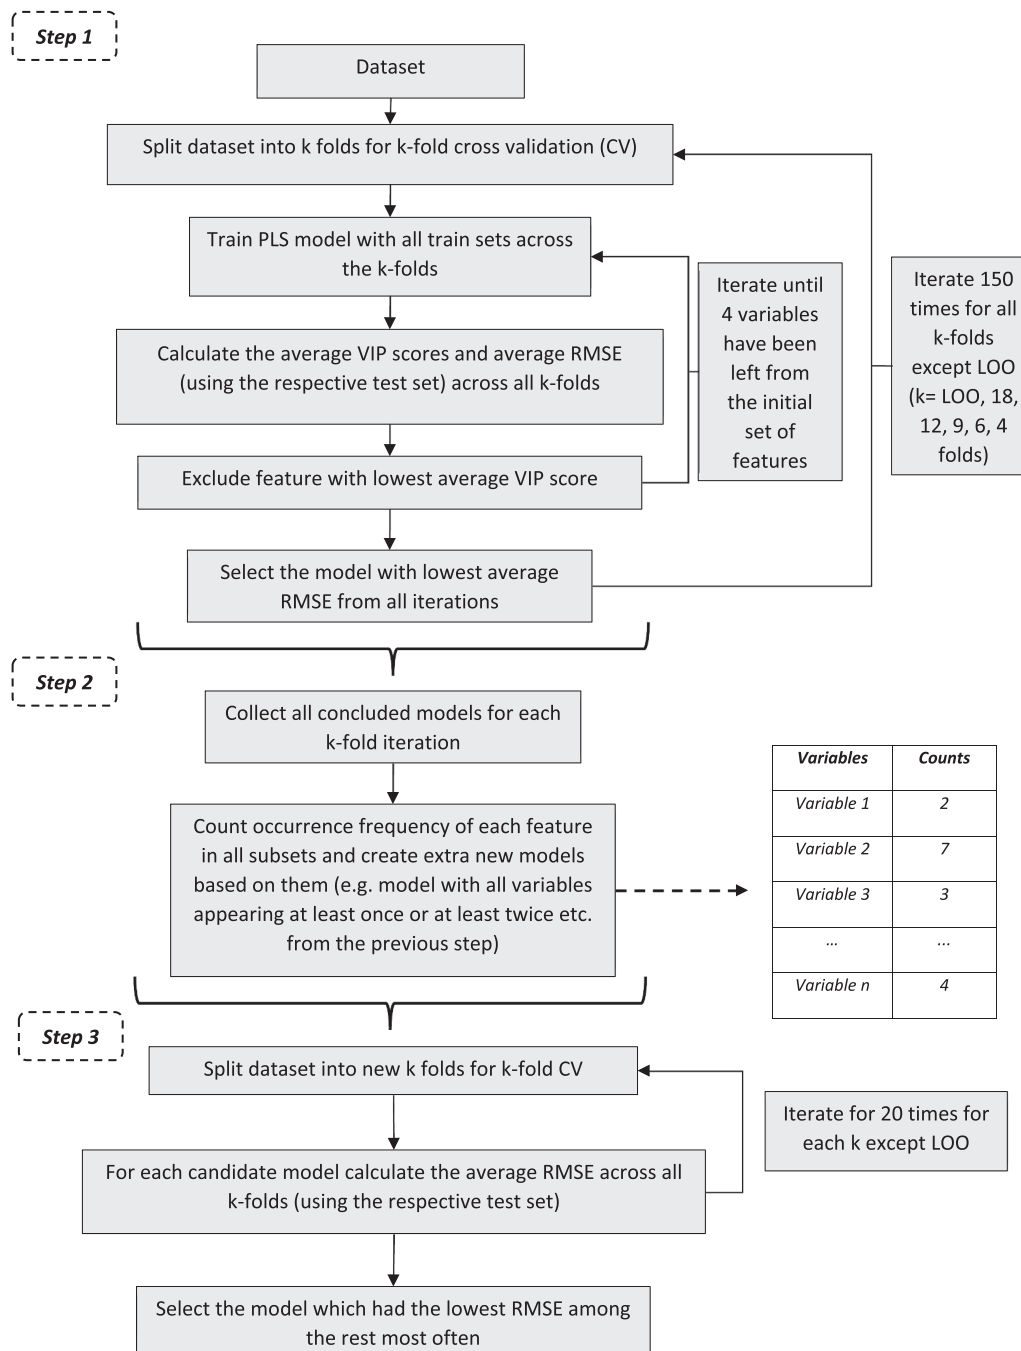 Step 1
Dataset
Split dataset into k folds for k-fold cross validation (CV)
Train PLS model with all train sets across
the k-folds
Iterate until
4 variables
have been
left from
the initial
set of
features
Iterate 150
times for all
k-folds
except LOO
(k= LOO, 18,
12, 9, 6, 4
folds)
Calculate the average VIP scores and average RMSE
(using the respective test set) across all k-folds
Exclude feature with lowest average VIP score
Select the model with lowest average
RMSE from all iterations
Step 2
Collect all concluded models for each
k-fold iteration
Count occurrence frequency of each feature
in all subsets and create extra new models
based on them (e.g. model with all variables
appearing at least once or at least twice etc.
from the previous step)
Variables Counts
Variable 1 2
Variable 2 7
Variable 3 3
... ...
Variable n 4
Step 3
Split dataset into new k folds for k-fold CV
Iterate for 20 times for
each k except LOO
For each candidate model calculate the average RMSE across all
k-folds (using the respective test set)
Select the model which had the lowest RMSE among
the rest most often